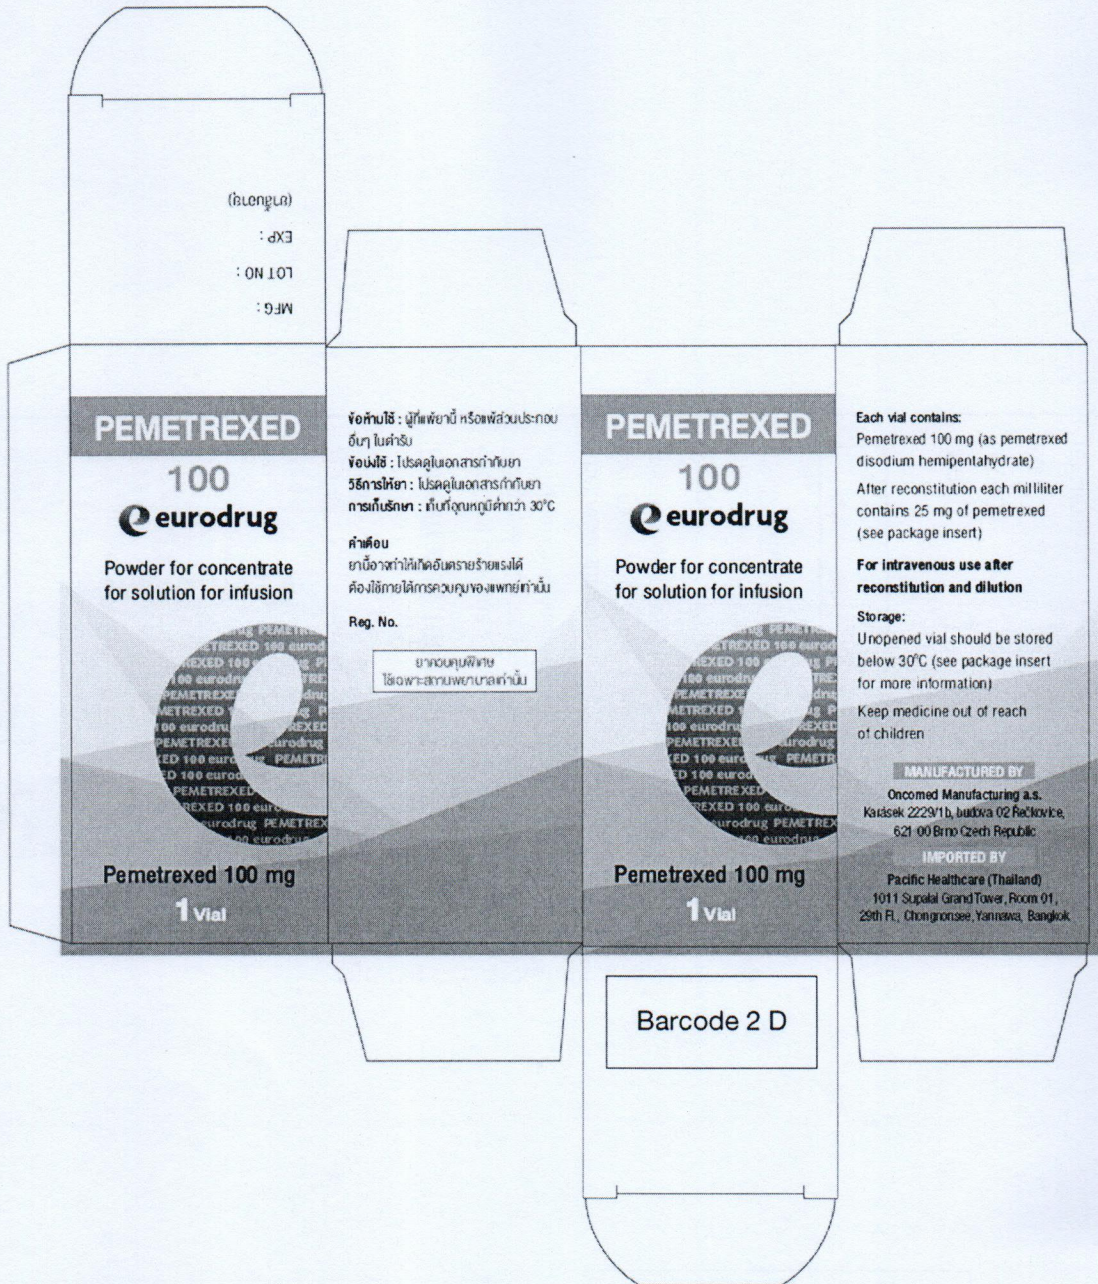 (ยาสิ้นอายุ)
EXP :
LOT NO :
MFG :
PEMETREXED
100
eurodrug
Powder for concentrate
for solution for infusion
Pemetrexed 100 mg
1 Vial
ข้อห้ามใช้ : ผู้ที่แพ้ยานี้ หรือแพ้ส่วนประกอบ
อื่นๆ ในตำรับ
ข้อบ่งใช้ : โปรดดูในเอกสารกำกับยา
วิธีการให้ยา : โปรดดูในเอกสารกำกับยา
การเก็บรักษา : เก็บที่อุณหภูมิต่ำกว่า 30°C
คำเตือน
ยานี้อาจทำให้เกิดอันตรายร้ายแรงได้
ต้องใช้ภายใต้การควบคุมของแพทย์เท่านั้น
Reg. No.
ยาควบคุมพิเศษ
ใช้เฉพาะสถานพยาบาลเท่านั้น
PEMETREXED
100
eurodrug
Powder for concentrate
for solution for infusion
Pemetrexed 100 mg
1 Vial
Each vial contains:
Pemetrexed 100 mg (as pemetrexed
disodium hemipentahydrate)
After reconstitution each milliliter
contains 25 mg of pemetrexed
(see package insert)
For intravenous use after
reconstitution and dilution
Storage:
Unopened vial should be stored
below 30°C (see package insert
for more information)
Keep medicine out of reach
of children
MANUFACTURED BY
Oncomed Manufacturing a.s.
Karásek 2229/1b, budova 02 Řečkovice,
621 00 Brno Czech Republic
IMPORTED BY
Pacific Healthcare (Thailand)
1011 Supalai Grand Tower, Room 01,
29th Fl., Chongnonsee, Yannawa, Bangkok
Barcode 2 D